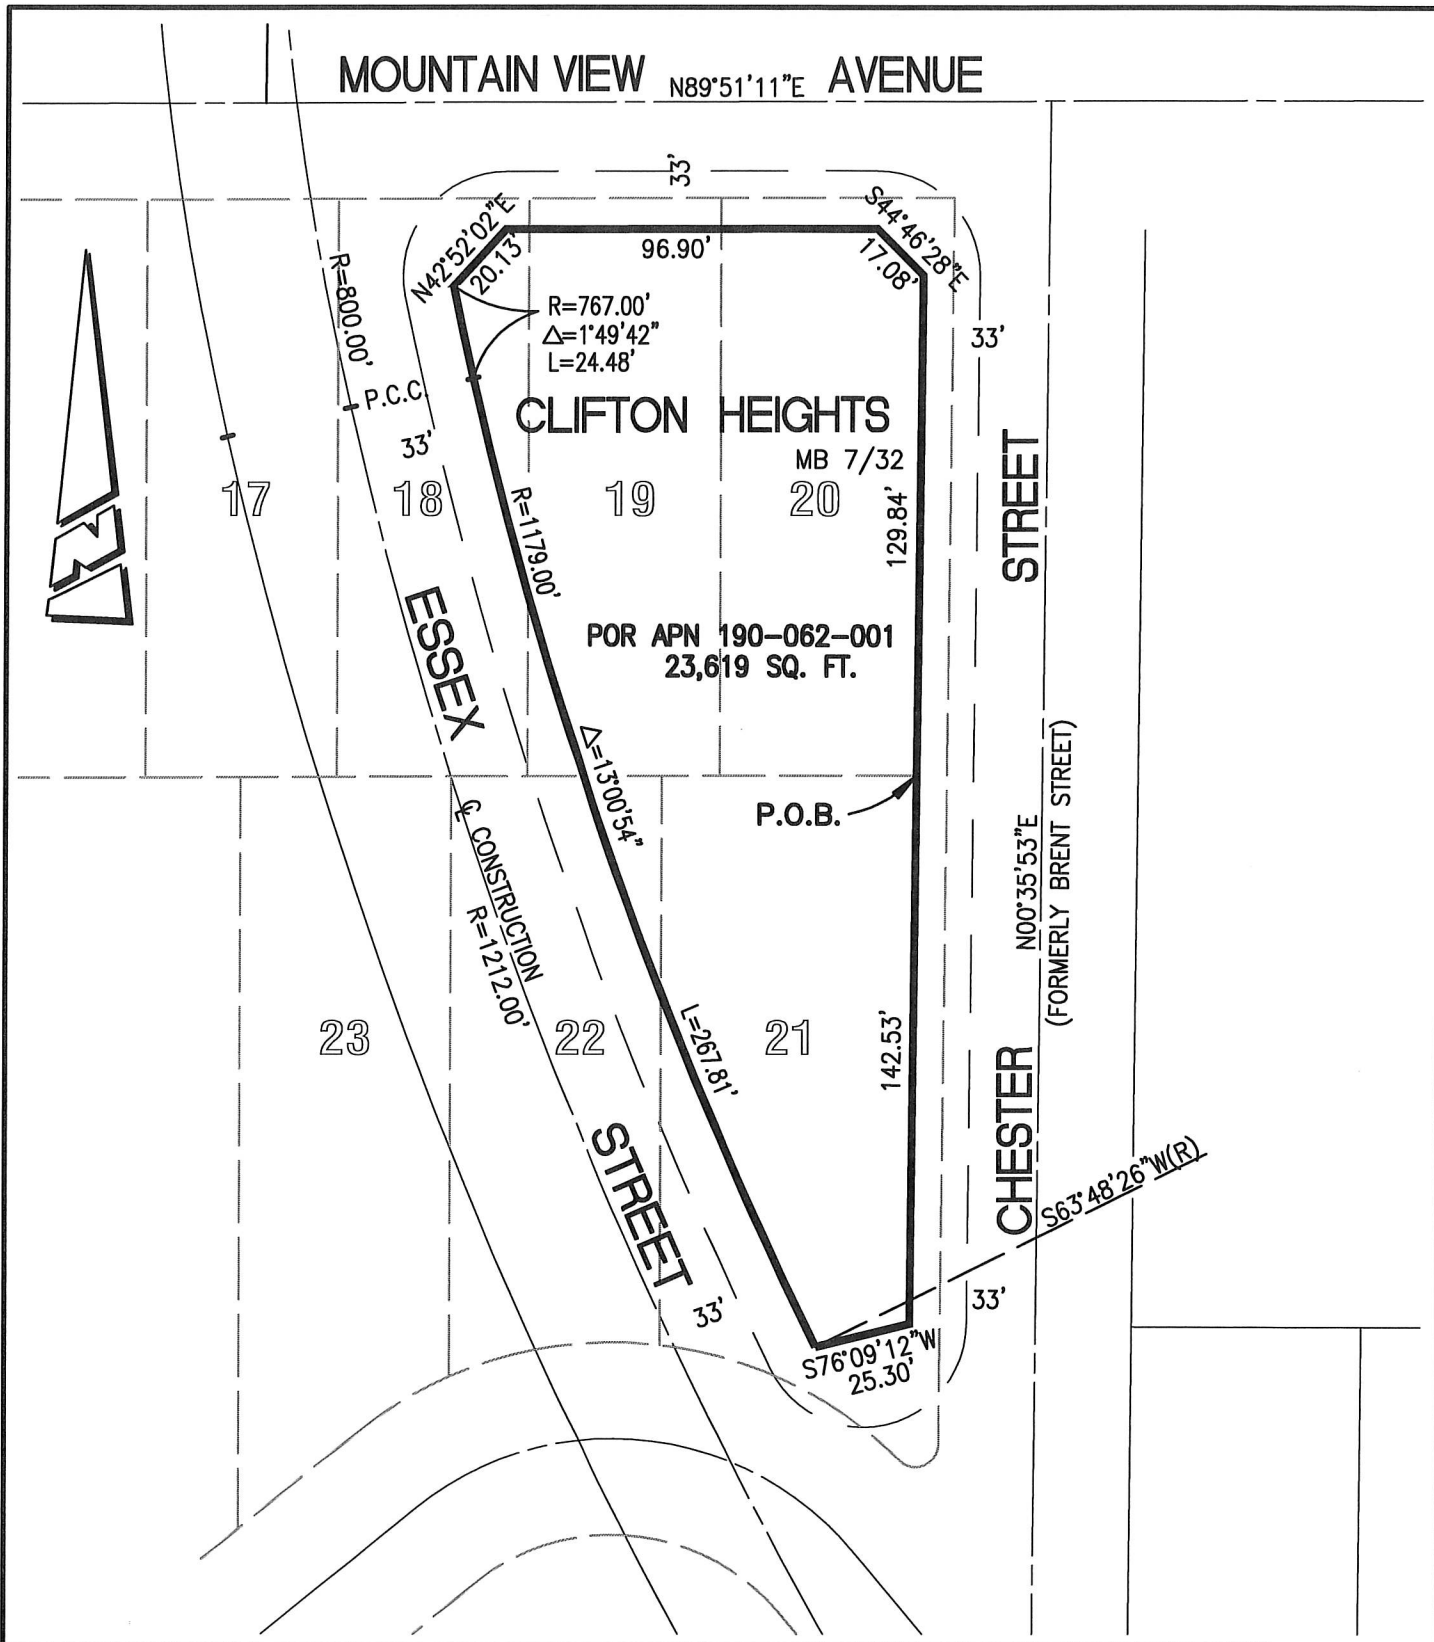 MOUNTAIN VIEW N89°51'11"E AVENUE
33'
N42°52'02"E
20.13'
96.90'
S44°46'28"E
17.08'
R=800.00'
R=767.00'
Δ=1°49'42"
L=24.48'
33'
P.C.C.
33'
CLIFTON HEIGHTS
MB 7/32
17
18
19
20
R=1179.00'
129.84'
STREET
ESSEX
POR APN 190-062-001
23,619 SQ. FT.
Δ=13°00'54"
P.O.B.
℄ CONSTRUCTION
R=1212.00'
N00°35'53"E
(FORMERLY BRENT STREET)
23
22
21
L=267.81'
142.53'
STREET
CHESTER
S63°48'26"W(R)
33'
33'
S76°09'12"W
25.30'
N